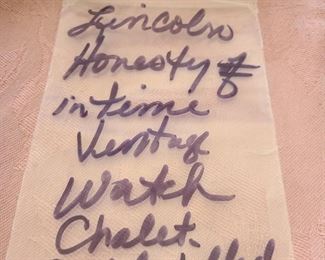 Lincoln
Honesty
in time
Vintag
Watch
Chalet.